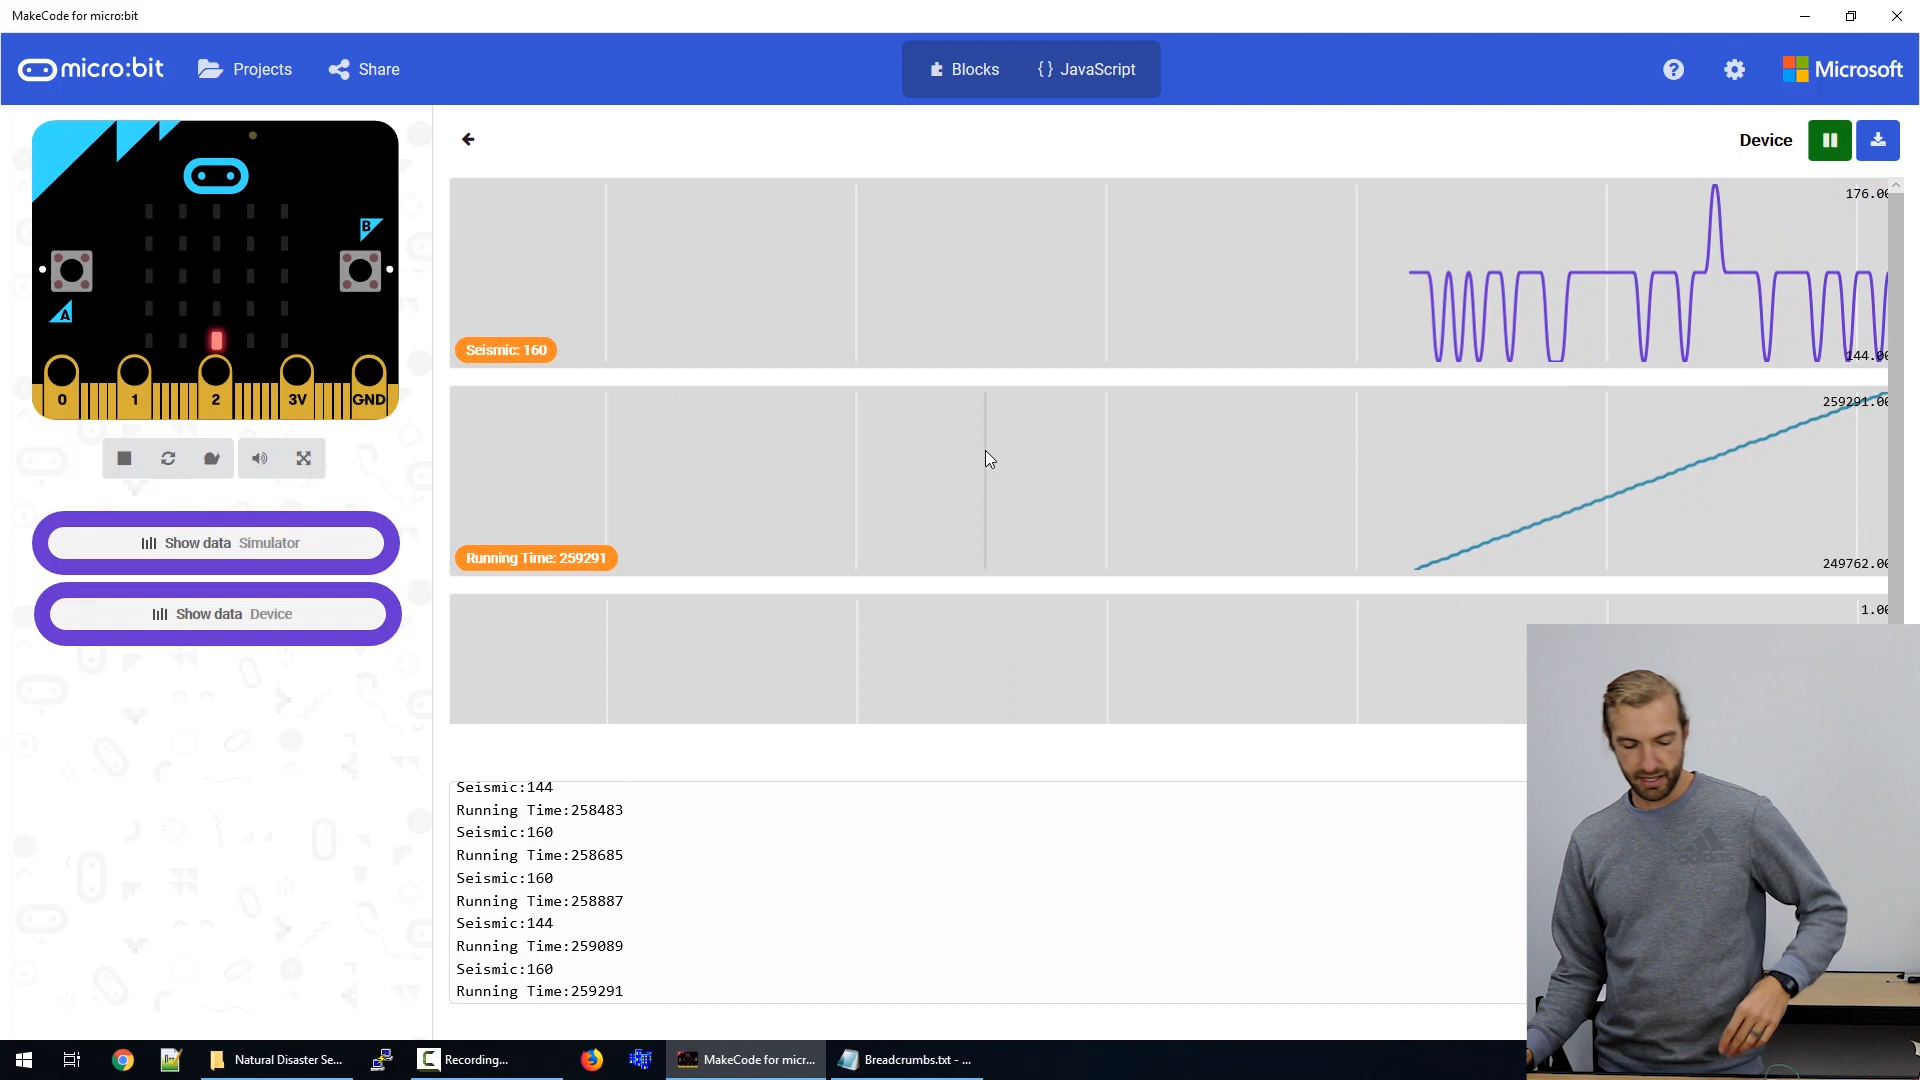 MakeCode for micro:bit
micro:bit
Projects
Share
Blocks
{} JavaScript
?
Microsoft
Device
B
A
0 1 2 3V GND
Show data Simulator
Show data Device
176.00
Seismic: 160
144.00
259291.00
Running Time: 259291
249762.00
1.00
Seismic:144
Running Time:258483
Seismic:160
Running Time:258685
Seismic:160
Running Time:258887
Seismic:144
Running Time:259089
Seismic:160
Running Time:259291
Natural Disaster Se...
Recording...
MakeCode for micr...
Breadcrumbs.txt - ...